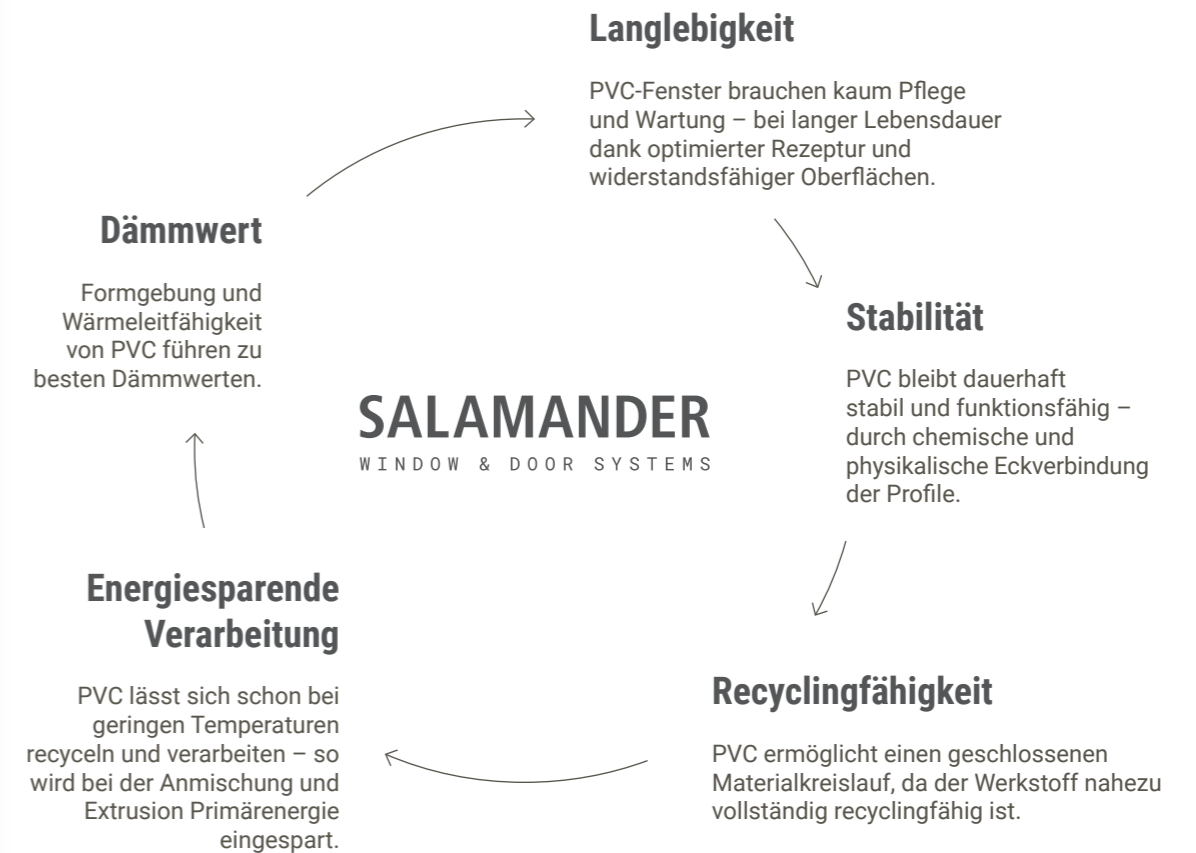 Langlebigkeit
PVC-Fenster brauchen kaum Pflege
und Wartung – bei langer Lebensdauer
dank optimierter Rezeptur und
widerstandsfähiger Oberflächen.
Stabilität
PVC bleibt dauerhaft
stabil und funktionsfähig –
durch chemische und
physikalische Eckverbindung
der Profile.
Recyclingfähigkeit
PVC ermöglicht einen geschlossenen
Materialkreislauf, da der Werkstoff nahezu
vollständig recyclingfähig ist.
Energiesparende
Verarbeitung
PVC lässt sich schon bei
geringen Temperaturen
recyceln und verarbeiten – so
wird bei der Anmischung und
Extrusion Primärenergie
eingespart.
Dämmwert
Formgebung und
Wärmeleitfähigkeit
von PVC führen zu
besten Dämmwerten.
SALAMANDER
WINDOW & DOOR SYSTEMS